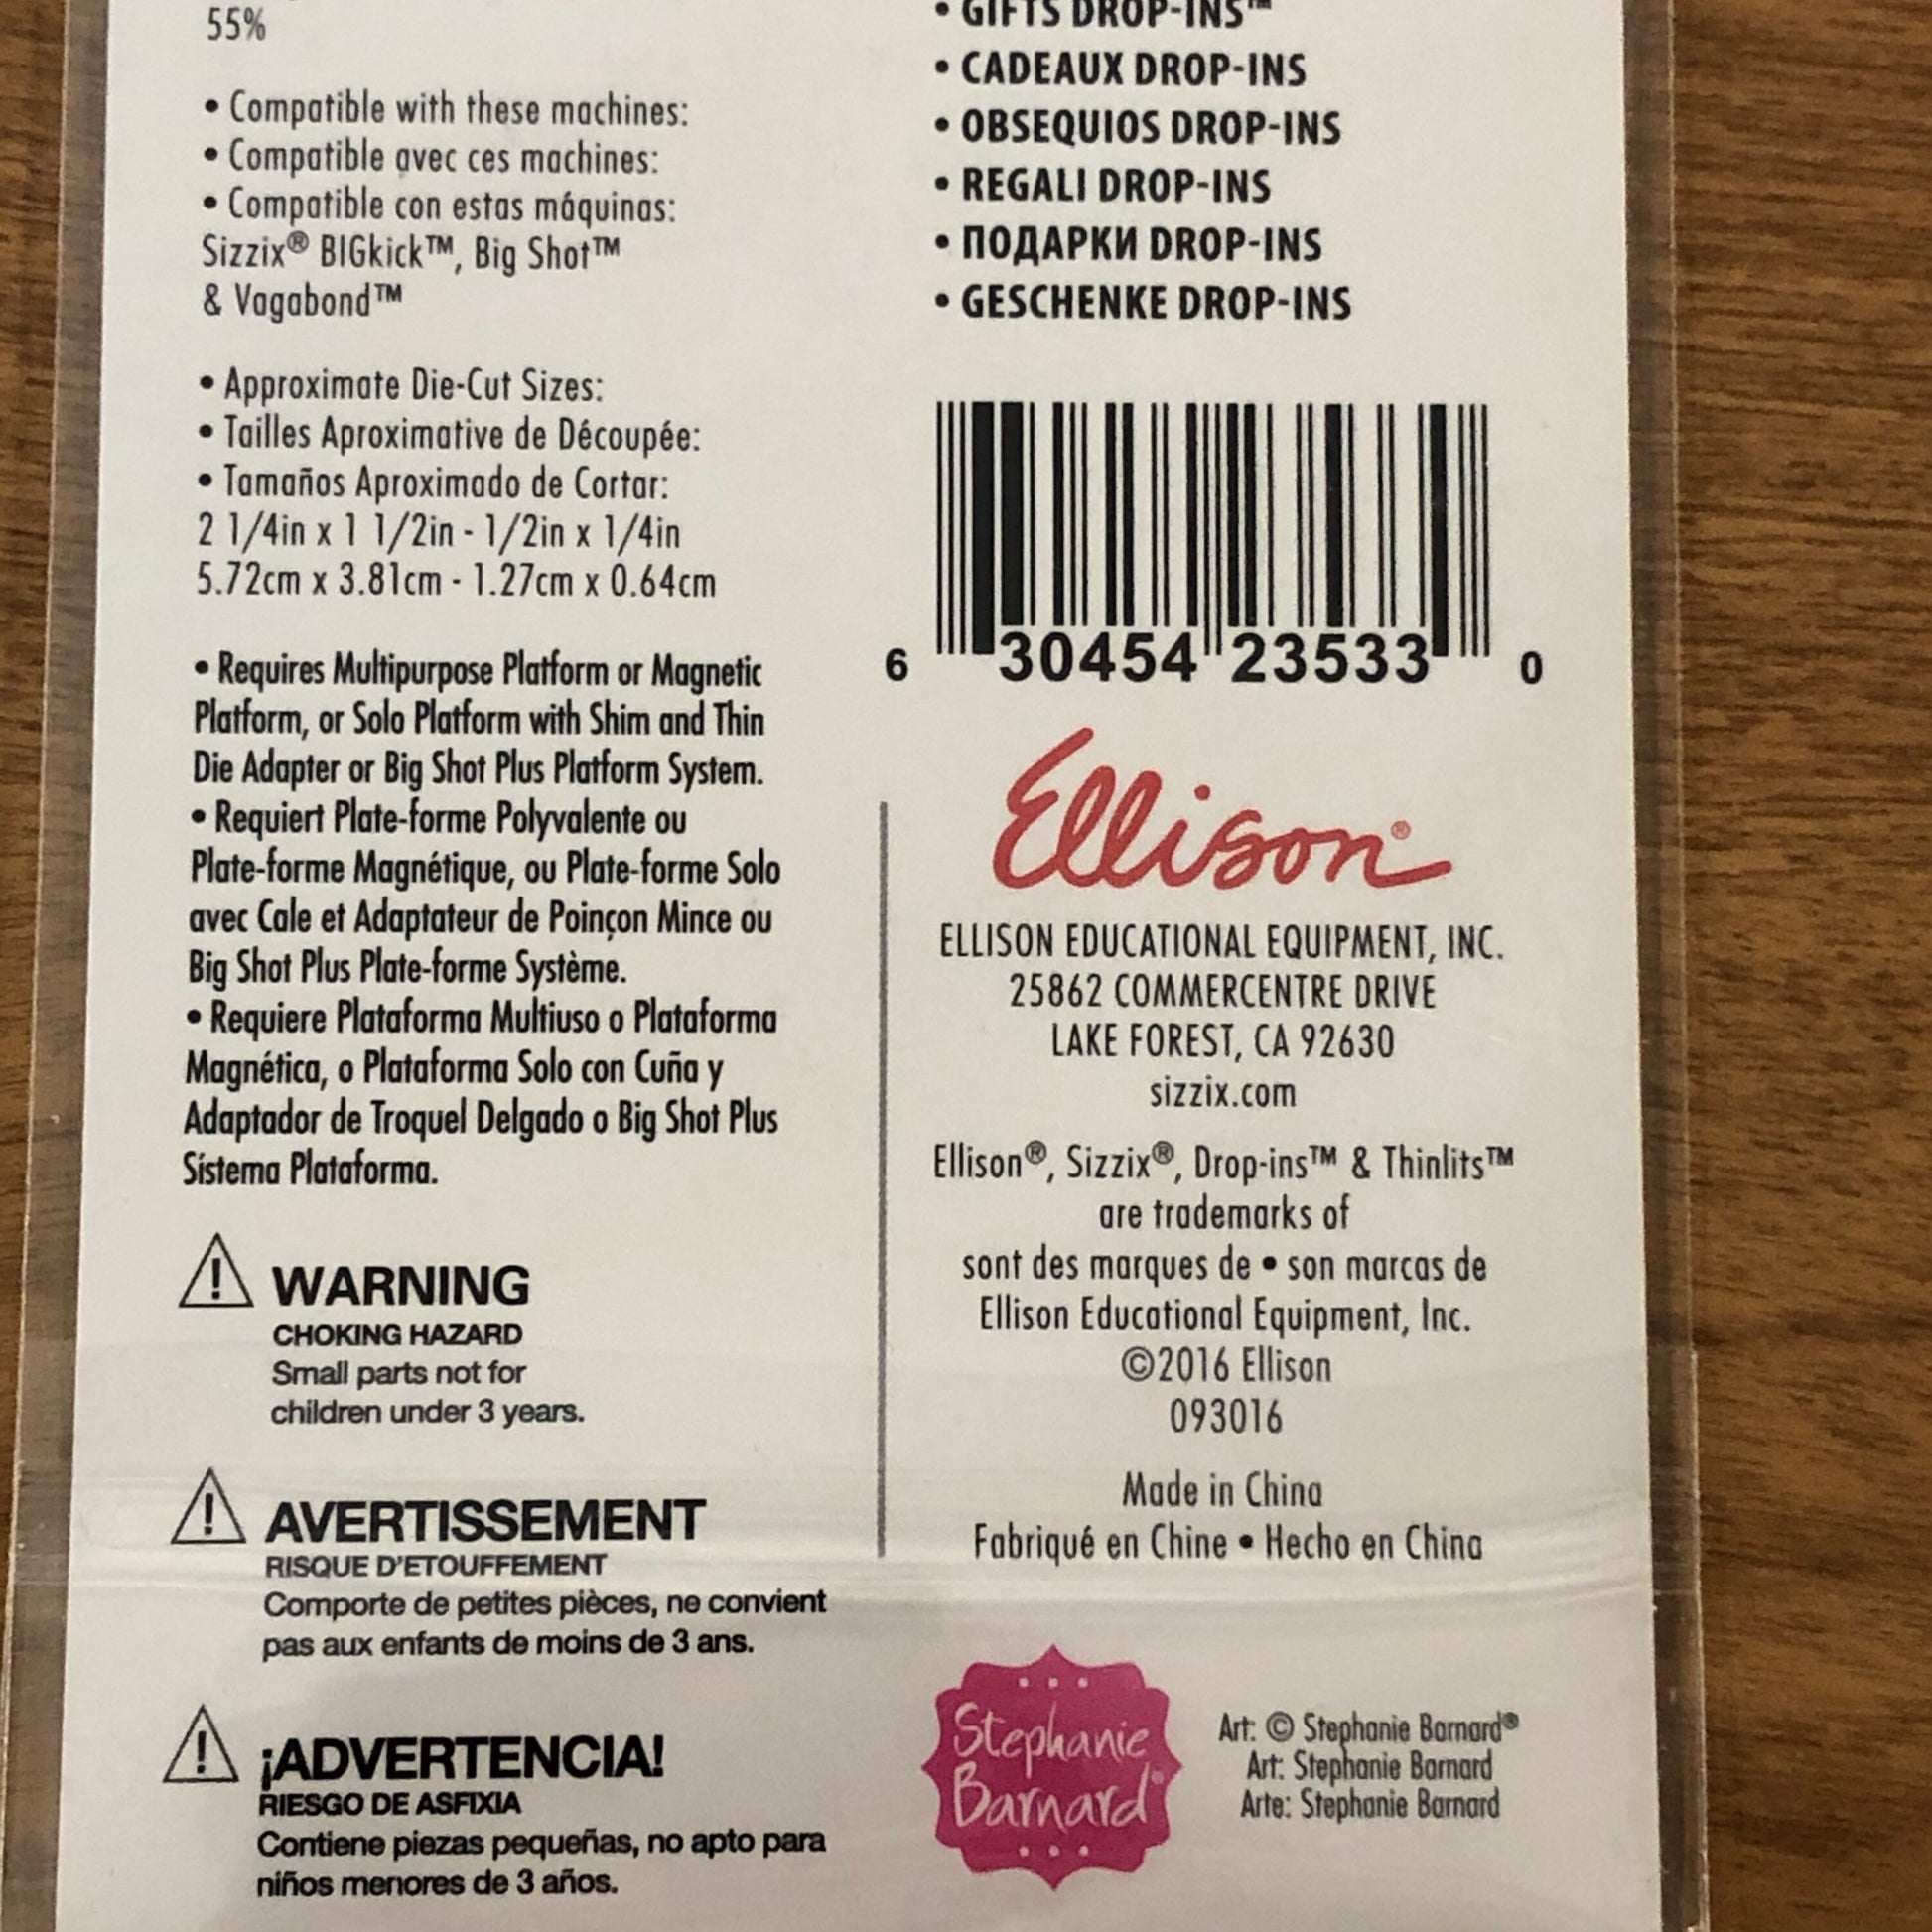 55%
• Compatible with these machines:
• Compatible avec ces machines:
• Compatible con estas máquinas:
Sizzix® BIGkick™, Big Shot™
& Vagabond™
• Approximate Die-Cut Sizes:
• Tailles Aproximative de Découpée:
• Tamaños Aproximado de Cortar:
2 1/4in x 1 1/2in - 1/2in x 1/4in
5.72cm x 3.81cm - 1.27cm x 0.64cm
• Requires Multipurpose Platform or Magnetic
Platform, or Solo Platform with Shim and Thin
Die Adapter or Big Shot Plus Platform System.
• Requiert Plate-forme Polyvalente ou
Plate-forme Magnétique, ou Plate-forme Solo
avec Cale et Adaptateur de Poinçon Mince ou
Big Shot Plus Plate-forme Système.
• Requiere Plataforma Multiuso o Plataforma
Magnética, o Plataforma Solo con Cuña y
Adaptador de Troquel Delgado o Big Shot Plus
Sístema Plataforma.
WARNING
CHOKING HAZARD
Small parts not for
children under 3 years.
AVERTISSEMENT
RISQUE D'ETOUFFEMENT
Comporte de petites pièces, ne convient
pas aux enfants de moins de 3 ans.
¡ADVERTENCIA!
RIESGO DE ASFIXIA
Contiene piezas pequeñas, no apto para
niños menores de 3 años.
• GIFTS DROP-INS™
• CADEAUX DROP-INS
• OBSEQUIOS DROP-INS
• REGALI DROP-INS
• ПОДАРКИ DROP-INS
• GESCHENKE DROP-INS
6 30454 23533 0
Ellison®
ELLISON EDUCATIONAL EQUIPMENT, INC.
25862 COMMERCENTRE DRIVE
LAKE FOREST, CA 92630
sizzix.com
Ellison®, Sizzix®, Drop-ins™ & Thinlits™
are trademarks of
sont des marques de • son marcas de
Ellison Educational Equipment, Inc.
©2016 Ellison
093016
Made in China
Fabriqué en Chine • Hecho en China
Stephanie
Barnard®
Art: © Stephanie Barnard®
Art: Stephanie Barnard
Arte: Stephanie Barnard